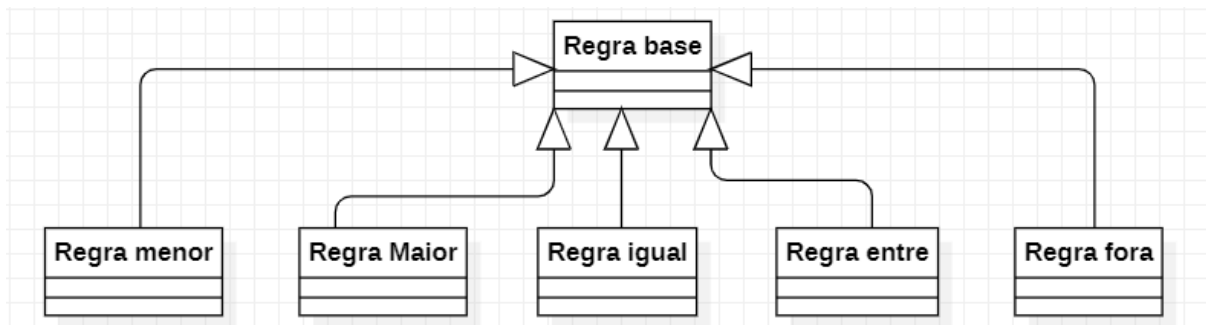 Regra base
Regra menor
Regra Maior
Regra igual
Regra entre
Regra fora